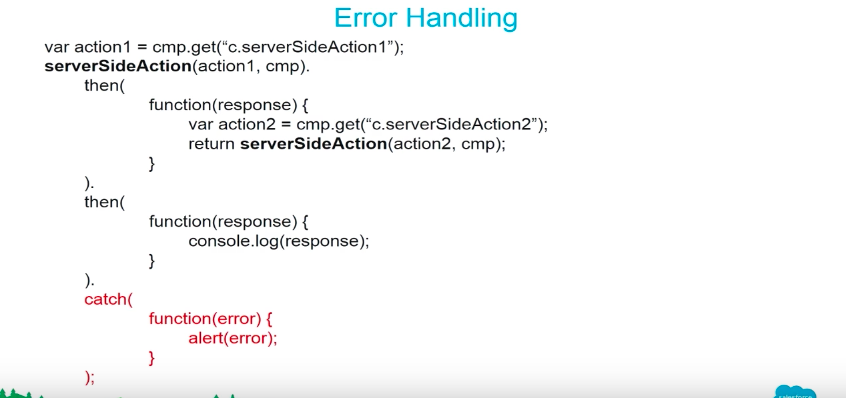 Error Handling
var action1 = cmp.get(“c.serverSideAction1”);
serverSideAction(action1, cmp).
then(
function(response) {
var action2 = cmp.get(“c.serverSideAction2”);
return serverSideAction(action2, cmp);
}
).
then(
function(response) {
console.log(response);
}
).
catch(
function(error) {
alert(error);
}
);
salesforce